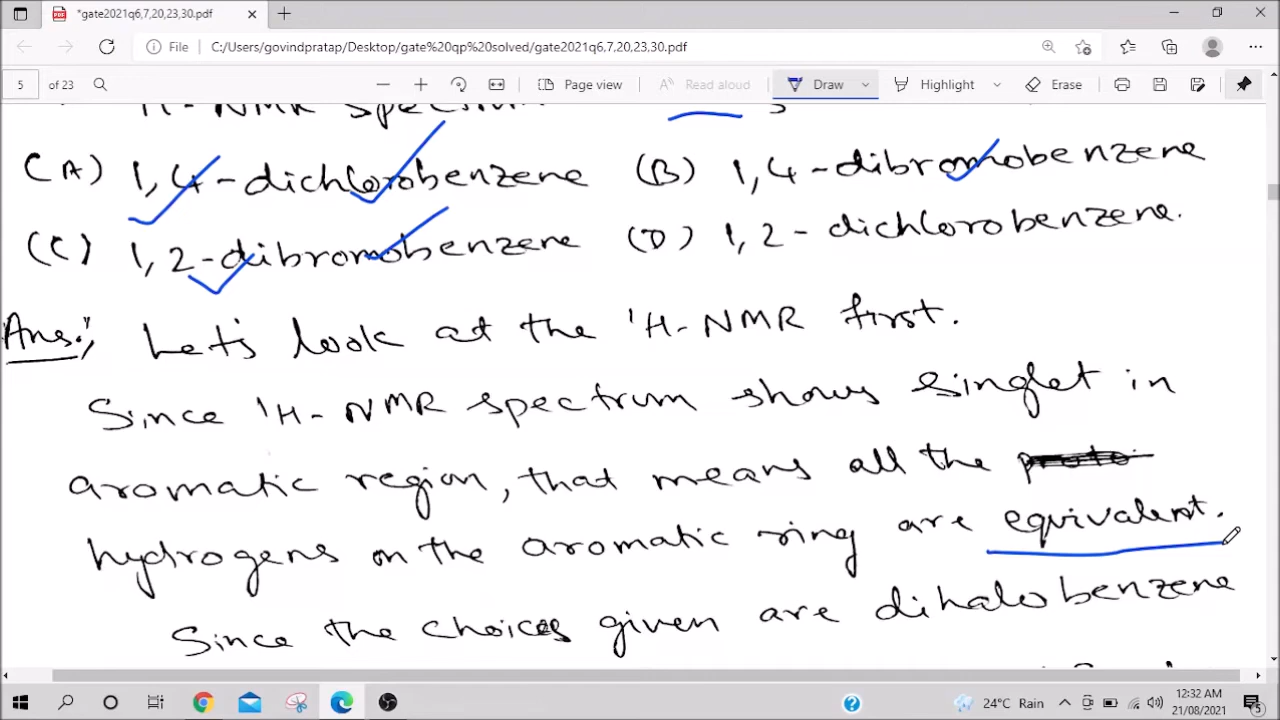 *gate2021q6,7,20,23,30.pdf
File C:/Users/govindpratap/Desktop/gate%20qp%20solved/gate2021q6,7,20,23,30.pdf
5 of 23 Page view Read aloud Draw Highlight Erase
H-NMR spectrum
(A) 1,4-dichlorobenzene (B) 1,4-dibromobenzene
(C) 1,2-dibromobenzene (D) 1,2-dichlorobenzene.
Ans:, Let's look at the ¹H-NMR first.
Since ¹H-NMR spectrum shows singlet in
aromatic region, that means all the
hydrogens on the aromatic ring are equivalent.
Since the choices given are dihalobenzene
24°C Rain 12:32 AM
21/08/2021 5